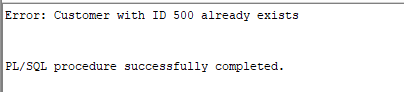 Error: Customer with ID 500 already exists
PL/SQL procedure successfully completed.